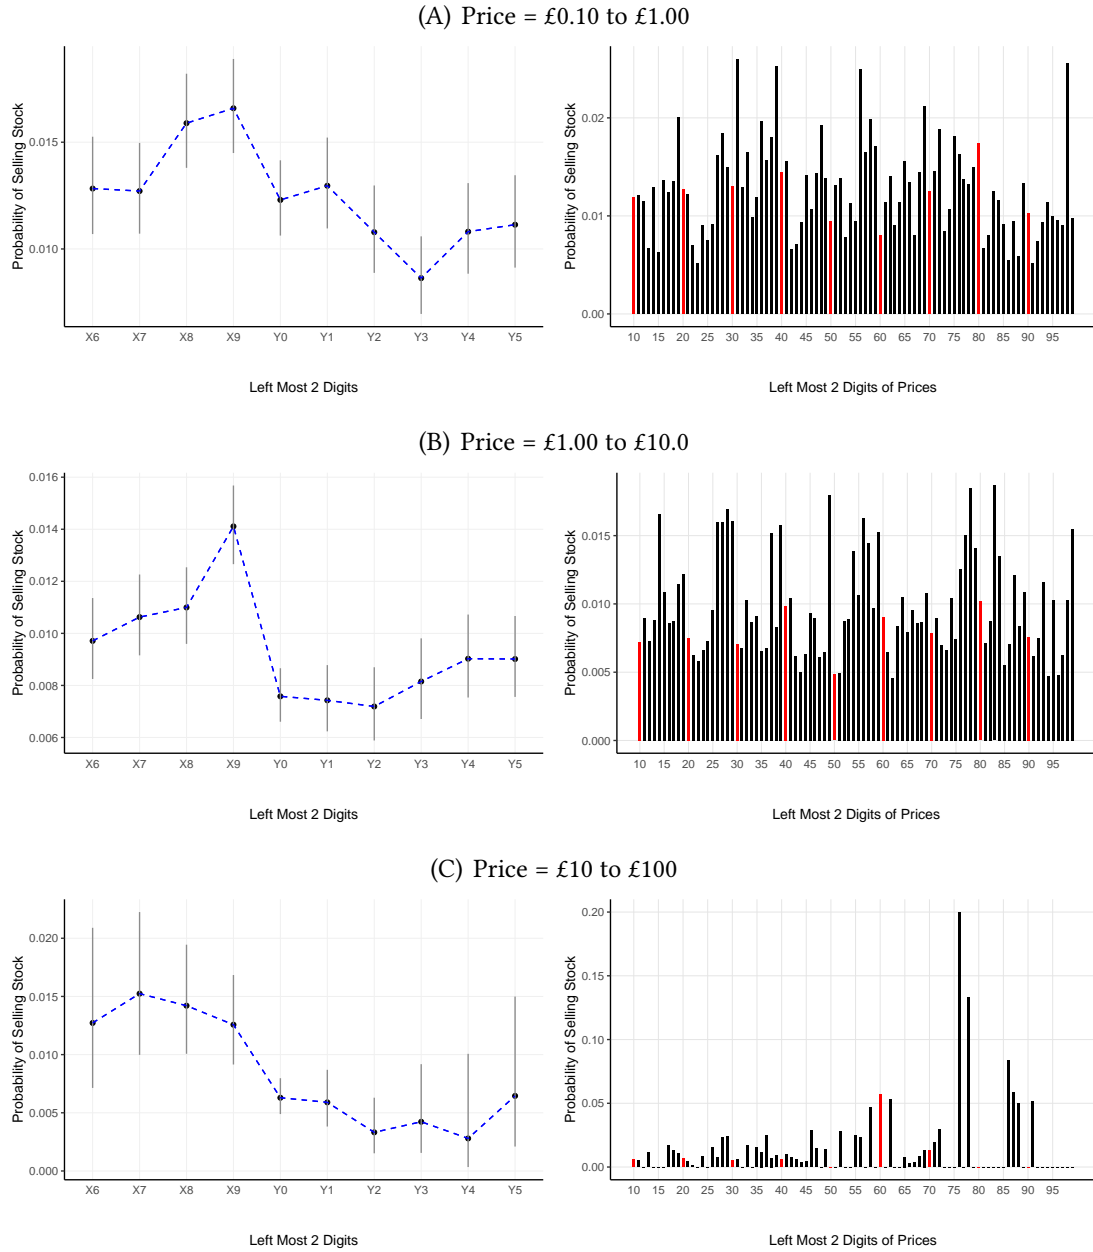 (A) Price = £0.10 to £1.00
Probability of Selling Stock
0.015
0.010
X6 X7 X8 X9 Y0 Y1 Y2 Y3 Y4 Y5
Left Most 2 Digits
Probability of Selling Stock
0.02
0.01
0.00
10 15 20 25 30 35 40 45 50 55 60 65 70 75 80 85 90 95
Left Most 2 Digits of Prices
(B) Price = £1.00 to £10.0
Probability of Selling Stock
0.016
0.014
0.012
0.010
0.008
0.006
X6 X7 X8 X9 Y0 Y1 Y2 Y3 Y4 Y5
Left Most 2 Digits
Probability of Selling Stock
0.015
0.010
0.005
0.000
10 15 20 25 30 35 40 45 50 55 60 65 70 75 80 85 90 95
Left Most 2 Digits of Prices
(C) Price = £10 to £100
Probability of Selling Stock
0.020
0.015
0.010
0.005
0.000
X6 X7 X8 X9 Y0 Y1 Y2 Y3 Y4 Y5
Left Most 2 Digits
Probability of Selling Stock
0.20
0.15
0.10
0.05
0.00
10 15 20 25 30 35 40 45 50 55 60 65 70 75 80 85 90 95
Left Most 2 Digits of Prices